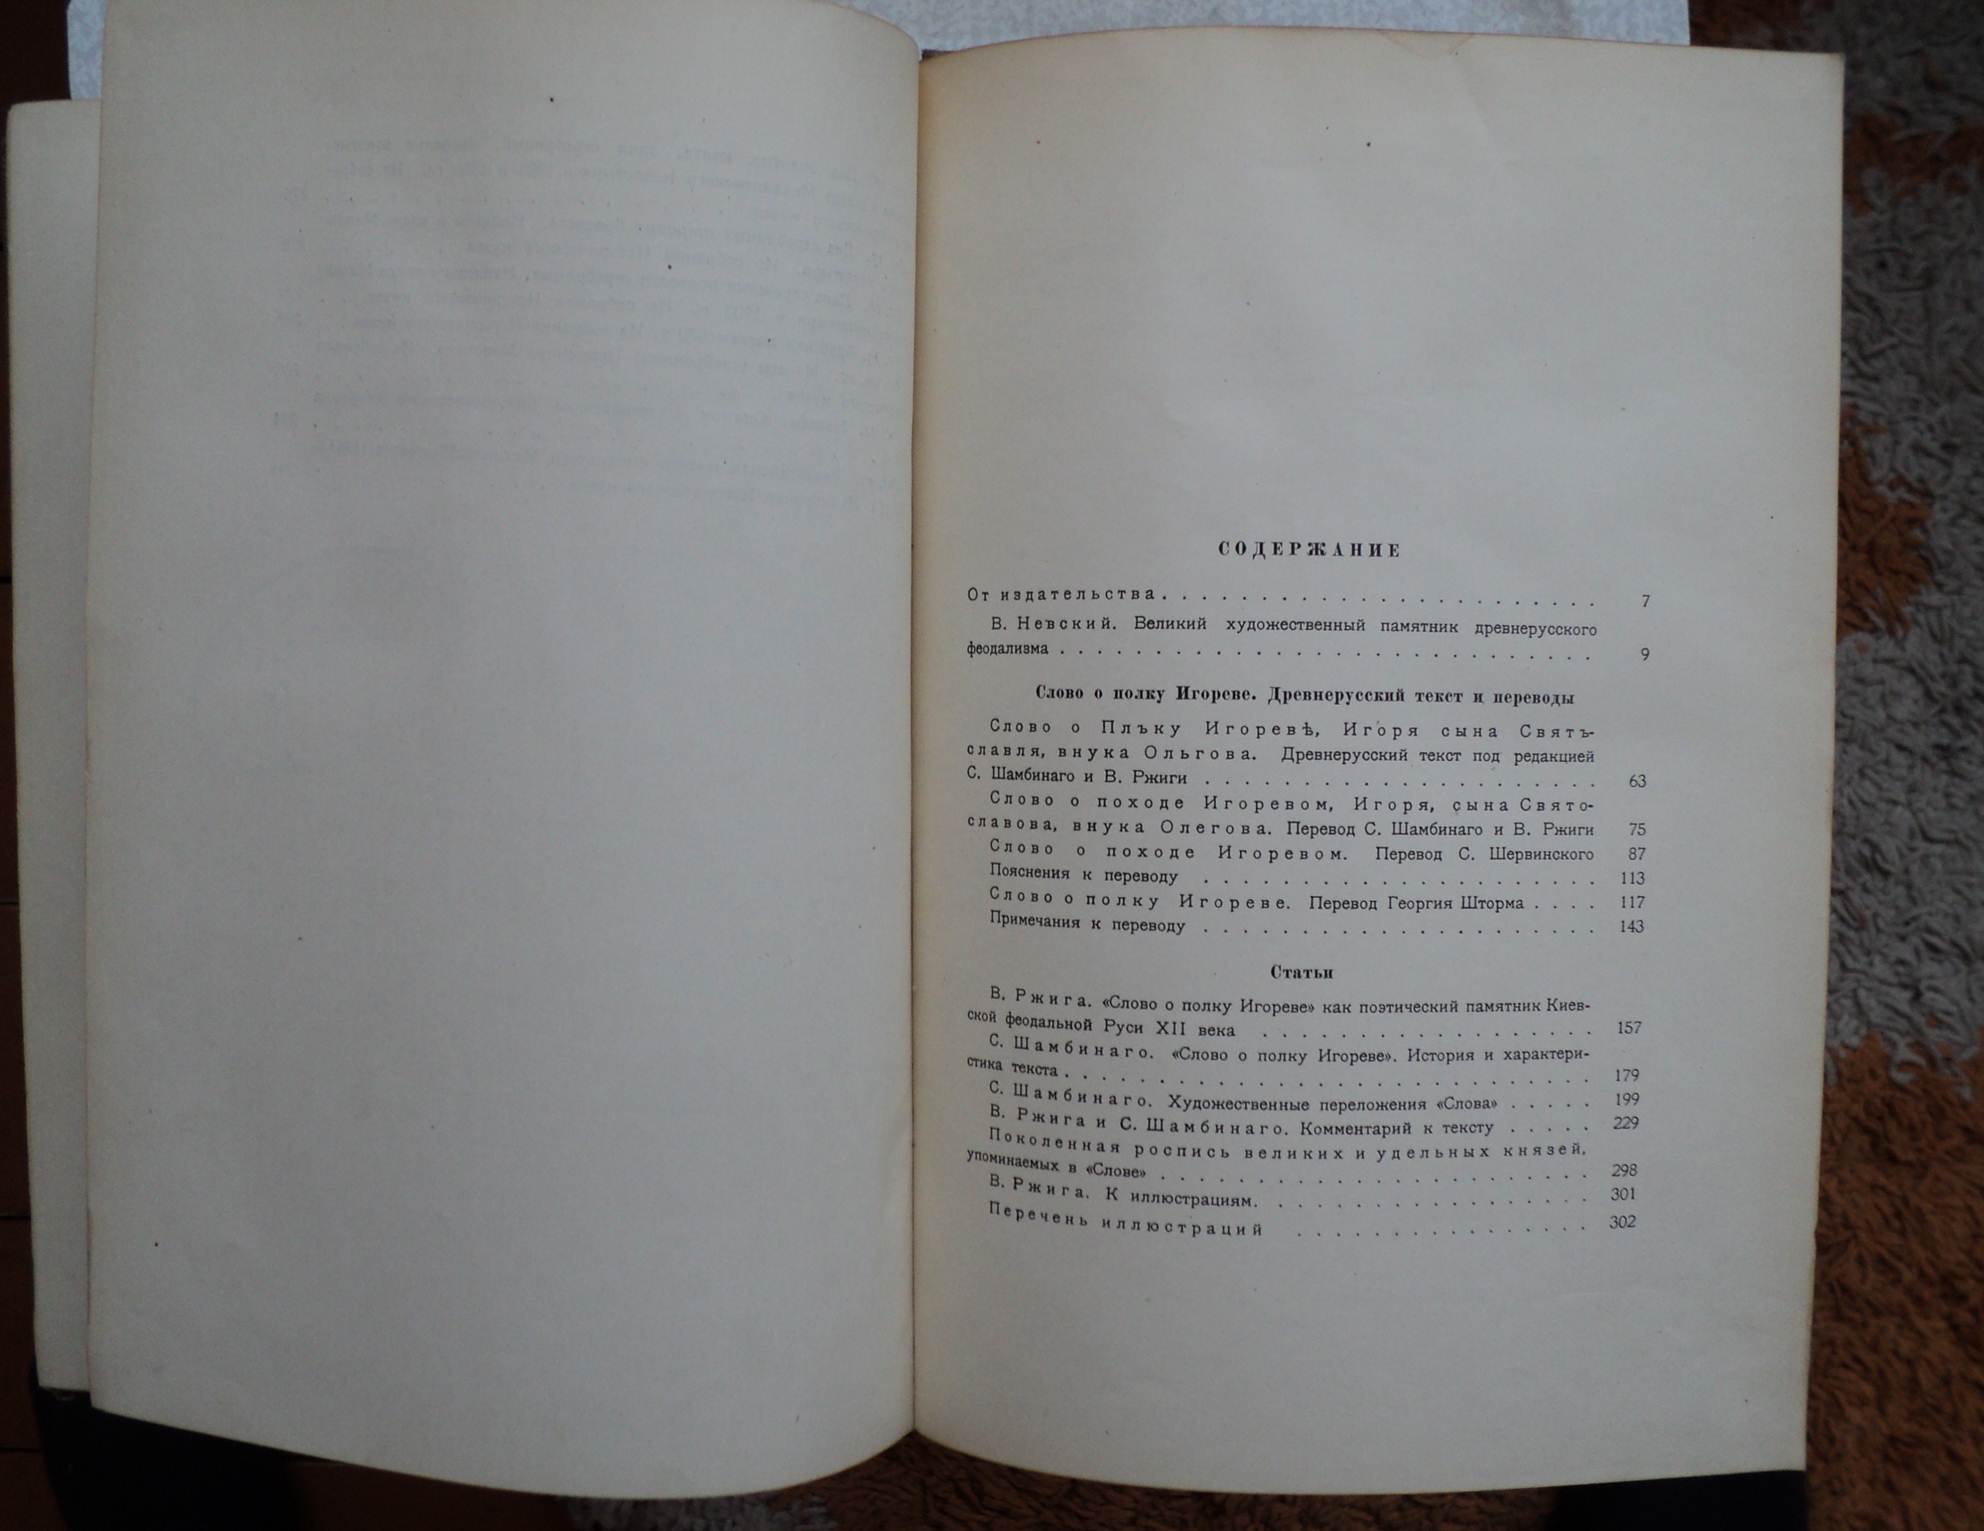 СОДЕРЖАНИЕ
От издательства . . . . . . . . . . . . . . . . . . . . . . . 7
В. Невский. Великий художественный памятник древнерусского
феодализма . . . . . . . . . . . . . . . . . . . . . . . . . . . . 9
Слово о полку Игореве. Древнерусский текст и переводы
Слово о Плъку Игоревѣ, Игоря сына Святъ-
славля, внука Ольгова. Древнерусский текст под редакцией
С. Шамбинаго и В. Ржиги . . . . . . . . . . . . . . . . . . . . . 63
Слово о походе Игоревом, Игоря, сына Свято-
славова, внука Олегова. Перевод С. Шамбинаго и В. Ржиги 75
Слово о походе Игоревом. Перевод С. Шервинского 87
Пояснения к переводу . . . . . . . . . . . . . . . . . . . . . 113
Слово о полку Игореве. Перевод Георгия Шторма . . . . 117
Примечания к переводу . . . . . . . . . . . . . . . . . . . . . 143
Статьи
В. Ржига. «Слово о полку Игореве» как поэтический памятник Киев-
ской феодальной Руси XII века . . . . . . . . . . . . . . . . . . 157
С. Шамбинаго. «Слово о полку Игореве». История и характери-
стика текста . . . . . . . . . . . . . . . . . . . . . . . . . . . . 179
С. Шамбинаго. Художественные переложения «Слова» . . . . . 199
В. Ржига и С. Шамбинаго. Комментарий к тексту . . . . . 229
Поколенная роспись великих и удельных князей,
упоминаемых в «Слове» . . . . . . . . . . . . . . . . . . . . . . . 298
В. Ржига. К иллюстрациям. . . . . . . . . . . . . . . . . . 301
Перечень иллюстраций . . . . . . . . . . . . . . . . 302